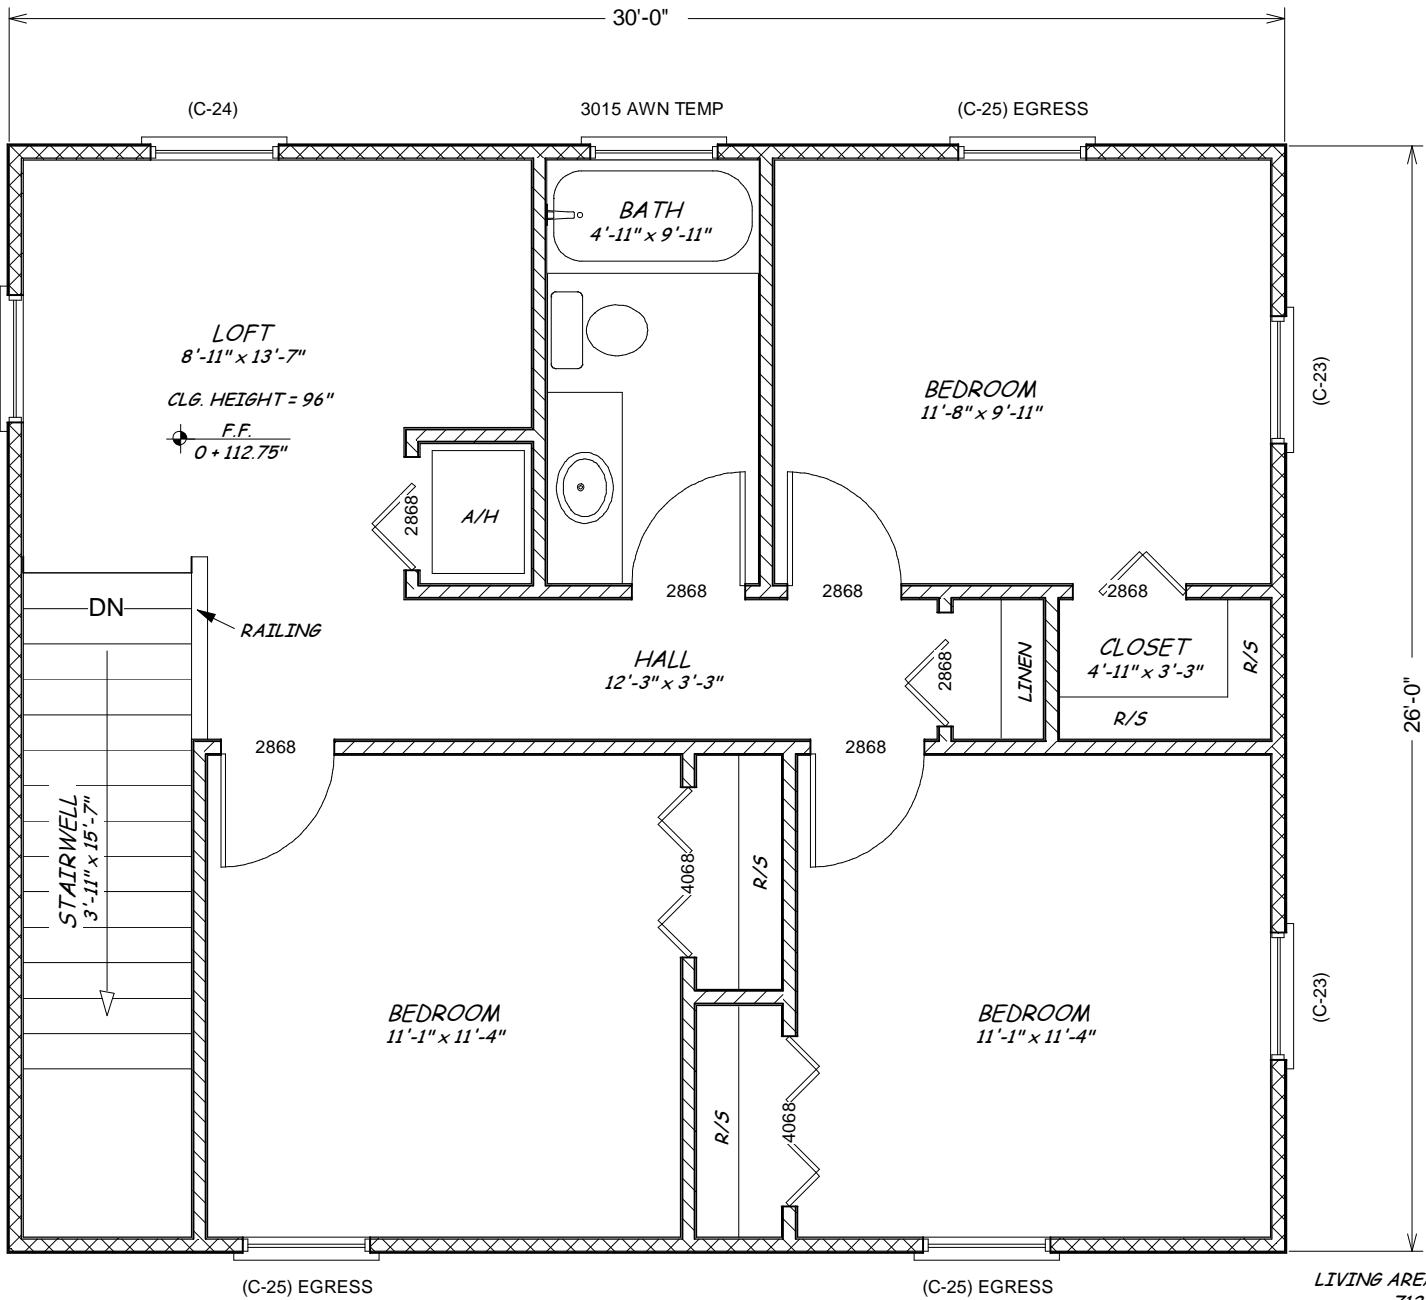 30'-0"
(C-24)
3015 AWN TEMP
(C-25) EGRESS
BATH
4'-11" x 9'-11"
LOFT
8'-11" x 13'-7"
CLG. HEIGHT = 96"
F.F.
0 + 112.75"
BEDROOM
11'-8" x 9'-11"
(C-23)
2868
A/H
DN
RAILING
2868
2868
2868
HALL
12'-3" x 3'-3"
2868
LINEN
CLOSET
4'-11" x 3'-3"
R/S
R/S
26'-0"
2868
2868
STAIRWELL
3'-11" x 15'-7"
4068
R/S
BEDROOM
11'-1" x 11'-4"
R/S
4068
BEDROOM
11'-1" x 11'-4"
(C-23)
(C-25) EGRESS
(C-25) EGRESS
LIVING AREA